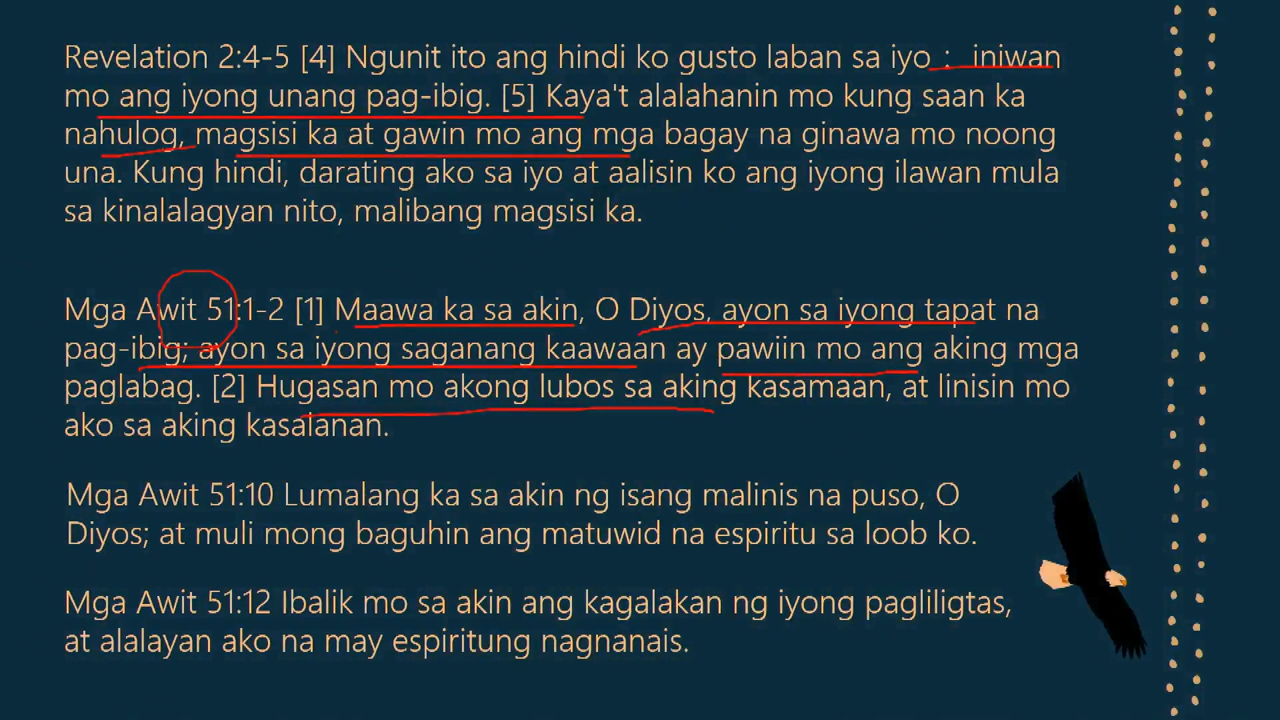 Revelation 2:4-5 [4] Ngunit ito ang hindi ko gusto laban sa iyo : iniwan
mo ang iyong unang pag-ibig. [5] Kaya't alalahanin mo kung saan ka
nahulog, magsisi ka at gawin mo ang mga bagay na ginawa mo noong
una. Kung hindi, darating ako sa iyo at aalisin ko ang iyong ilawan mula
sa kinalalagyan nito, malibang magsisi ka.
Mga Awit 51:1-2 [1] Maawa ka sa akin, O Diyos, ayon sa iyong tapat na
pag-ibig; ayon sa iyong saganang kaawaan ay pawiin mo ang aking mga
paglabag. [2] Hugasan mo akong lubos sa aking kasamaan, at linisin mo
ako sa aking kasalanan.
Mga Awit 51:10 Lumalang ka sa akin ng isang malinis na puso, O
Diyos; at muli mong baguhin ang matuwid na espiritu sa loob ko.
Mga Awit 51:12 Ibalik mo sa akin ang kagalakan ng iyong pagliligtas,
at alalayan ako na may espiritung nagnanais.